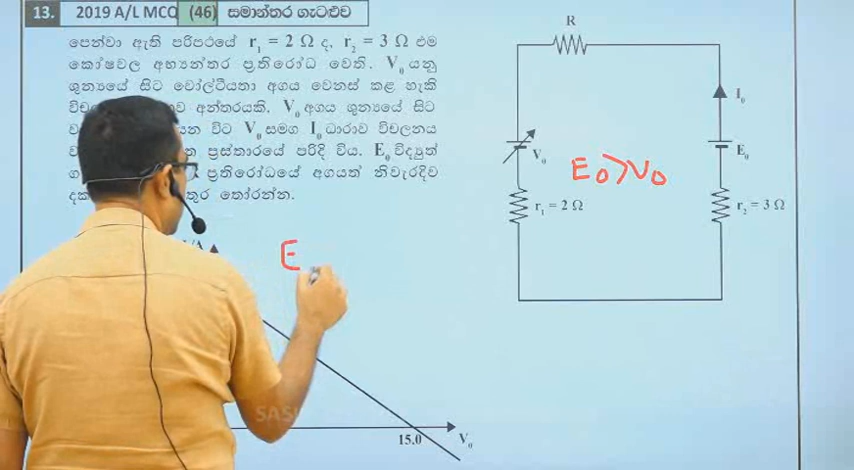 13. 2019 A/L MCQ (46) සමාන්තර ගැටළුව
පෙන්වා ඇති පරිපථයේ r₁ = 2 Ω ද, r₂ = 3 Ω එම
කෝෂවල අභ්‍යන්තර ප්‍රතිරෝධ වෙති. V₀ යනු
ශුන්‍යයේ සිට වෝල්ටීයතා අගය වෙනස් කළ හැකි
අන්තරයකි. V₀ අගය ශුන්‍යයේ සිට
විට V₀ සමග I₀ ධාරාව විචලනය
ප්‍රස්තාරයේ පරිදි විය. E₀ විද්‍යුත්
R ප්‍රතිරෝධයේ අගයත් නිවැරදිව
තෝරන්න.
R
I₀
V₀
E₀
E₀>V₀
r₁ = 2 Ω
r₂ = 3 Ω
E
SAS
15.0
V₀